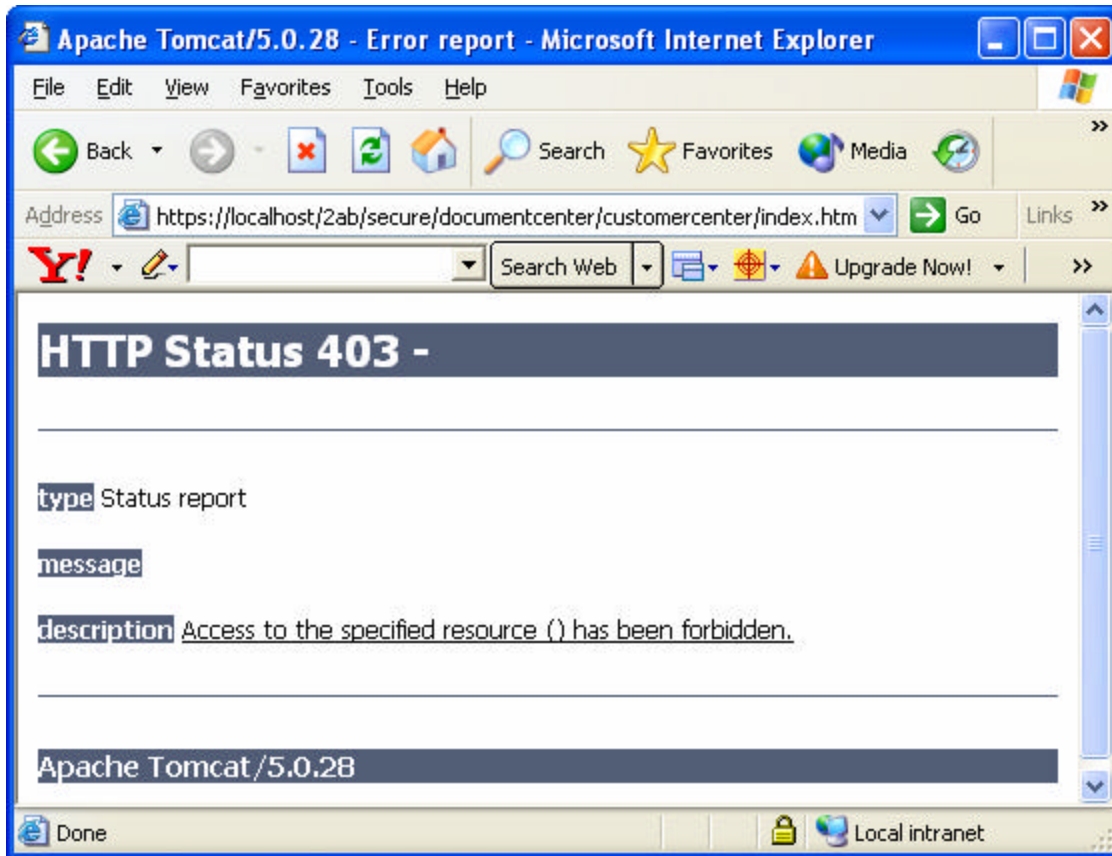 Apache Tomcat/5.0.28 - Error report - Microsoft Internet Explorer
File Edit View Favorites Tools Help
Back Search Favorites Media »
Address https://localhost/2ab/secure/documentcenter/customercenter/index.htm Go Links »
Y! Search Web Upgrade Now! »
HTTP Status 403 -
type Status report
message
description Access to the specified resource () has been forbidden.
Apache Tomcat/5.0.28
Done Local intranet